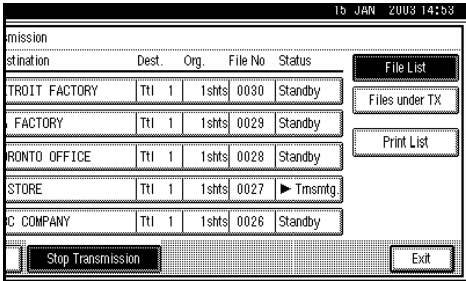 15 JAN 2003 14:53
mission
stination Dest. Org. File No Status
File List
TROIT FACTORY Ttl 1 1shts 0030 Standby
Files under TX
FACTORY Ttl 1 1shts 0029 Standby
Print List
RONTO OFFICE Ttl 1 1shts 0028 Standby
STORE Ttl 1 1shts 0027 ▶ Trnsmtg.
C COMPANY Ttl 1 1shts 0026 Standby
Stop Transmission Exit